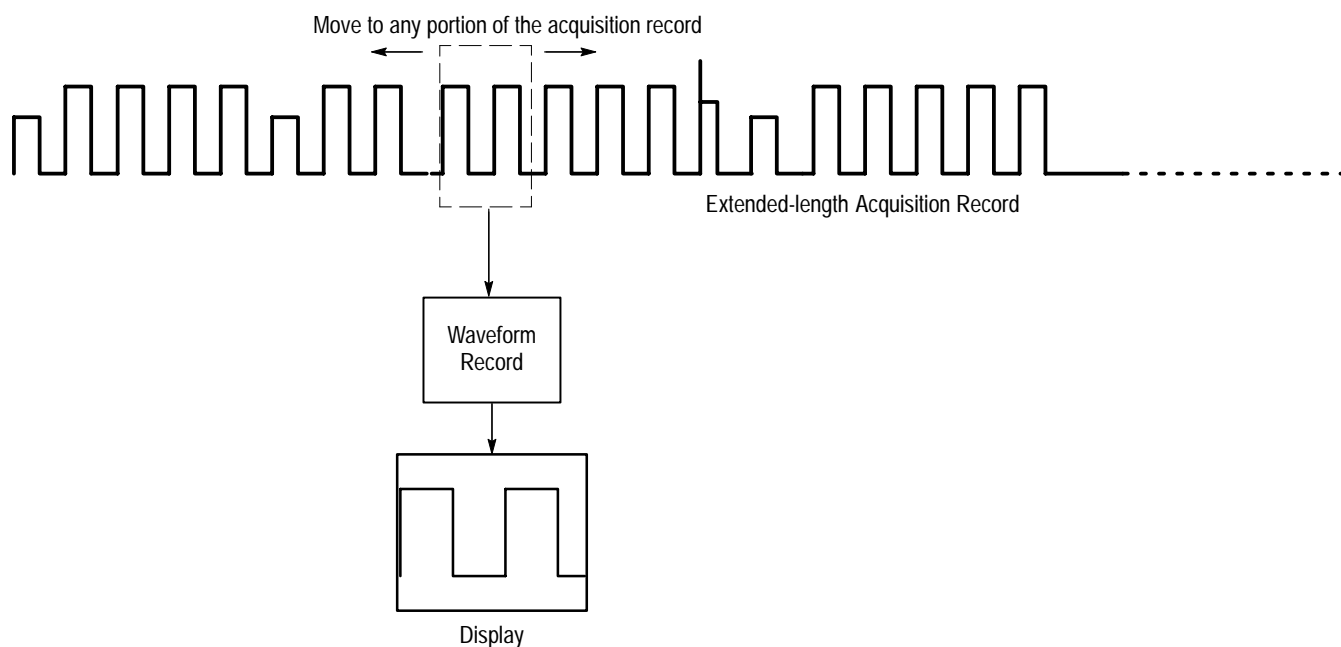 Move to any portion of the acquisition record
Extended-length Acquisition Record
Waveform
Record
Display